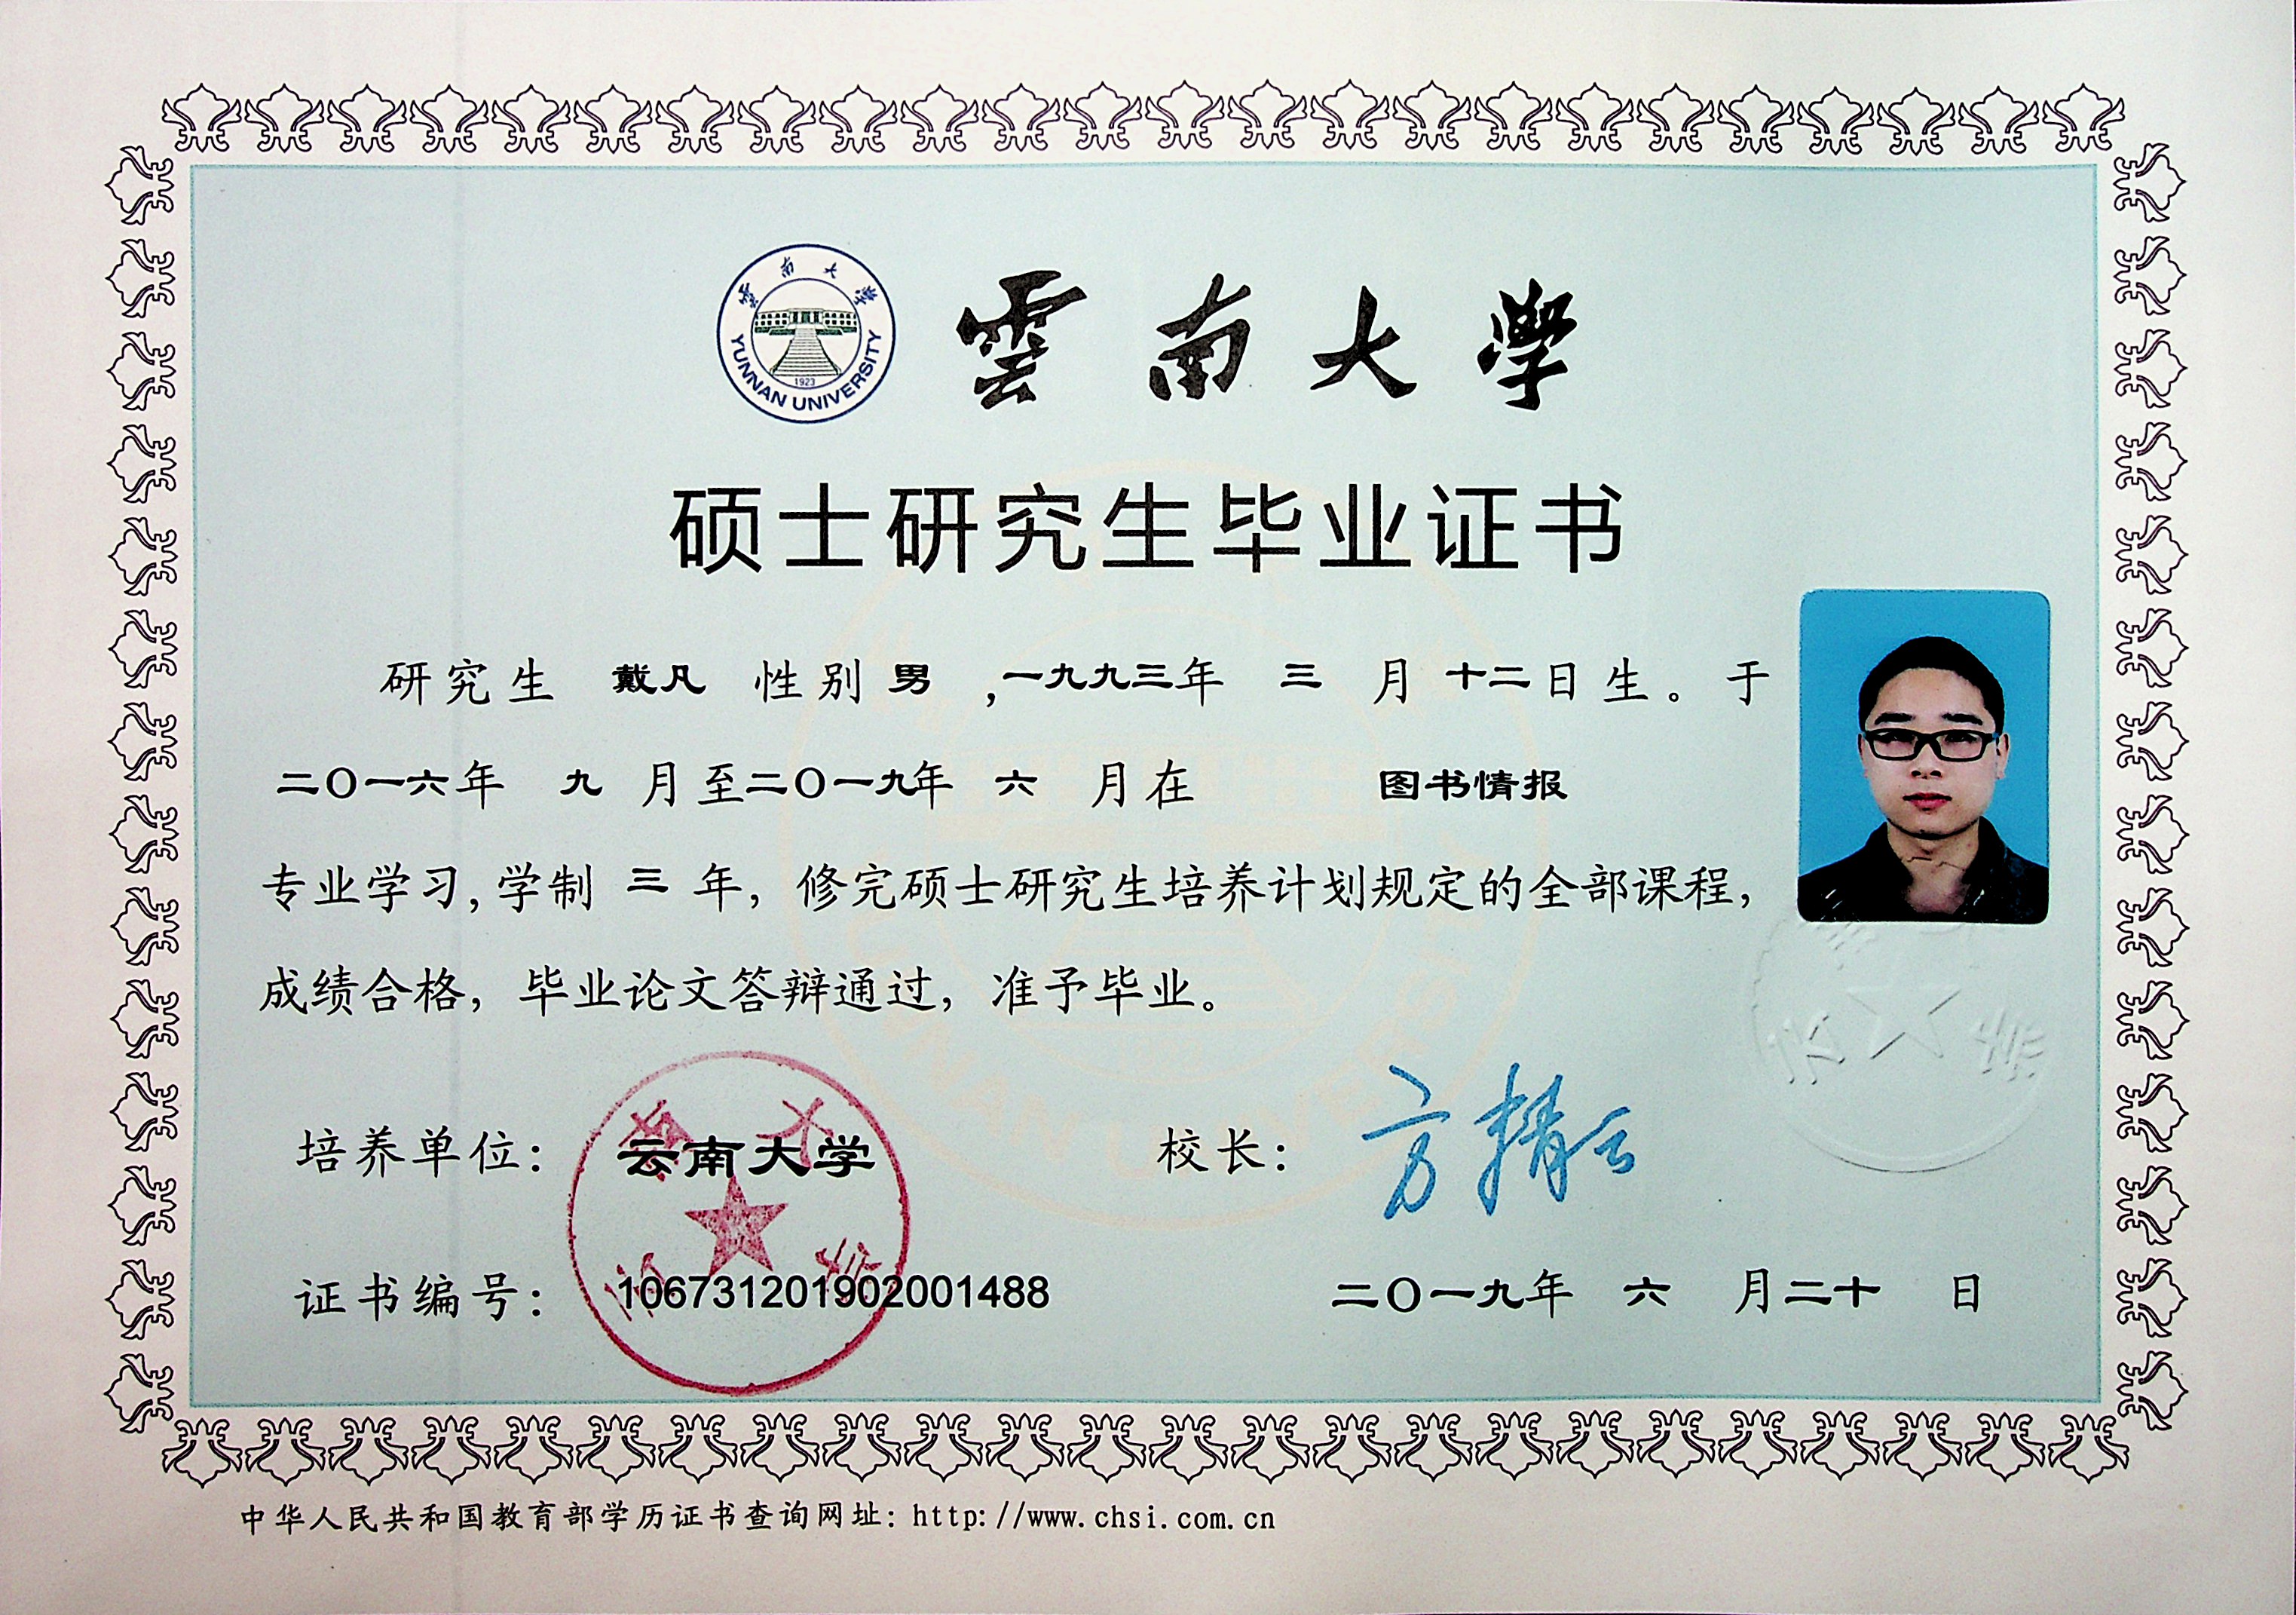 雲南大學
YUNNAN UNIVERSITY
1923
雲南大學
硕士研究生毕业证书
研究生 戴凡 性别 男 ,一九九三年 三 月 十二日生。于
二〇一六年 九 月至二〇一九年 六 月在 图书情报
专业学习,学制 三 年，修完硕士研究生培养计划规定的全部课程，
成绩合格，毕业论文答辩通过，准予毕业。
培养单位： 云南大学 校长： 方精云
证书编号： 106731201902001488 二〇一九年 六 月二十 日
中华人民共和国教育部学历证书查询网址：http://www.chsi.com.cn